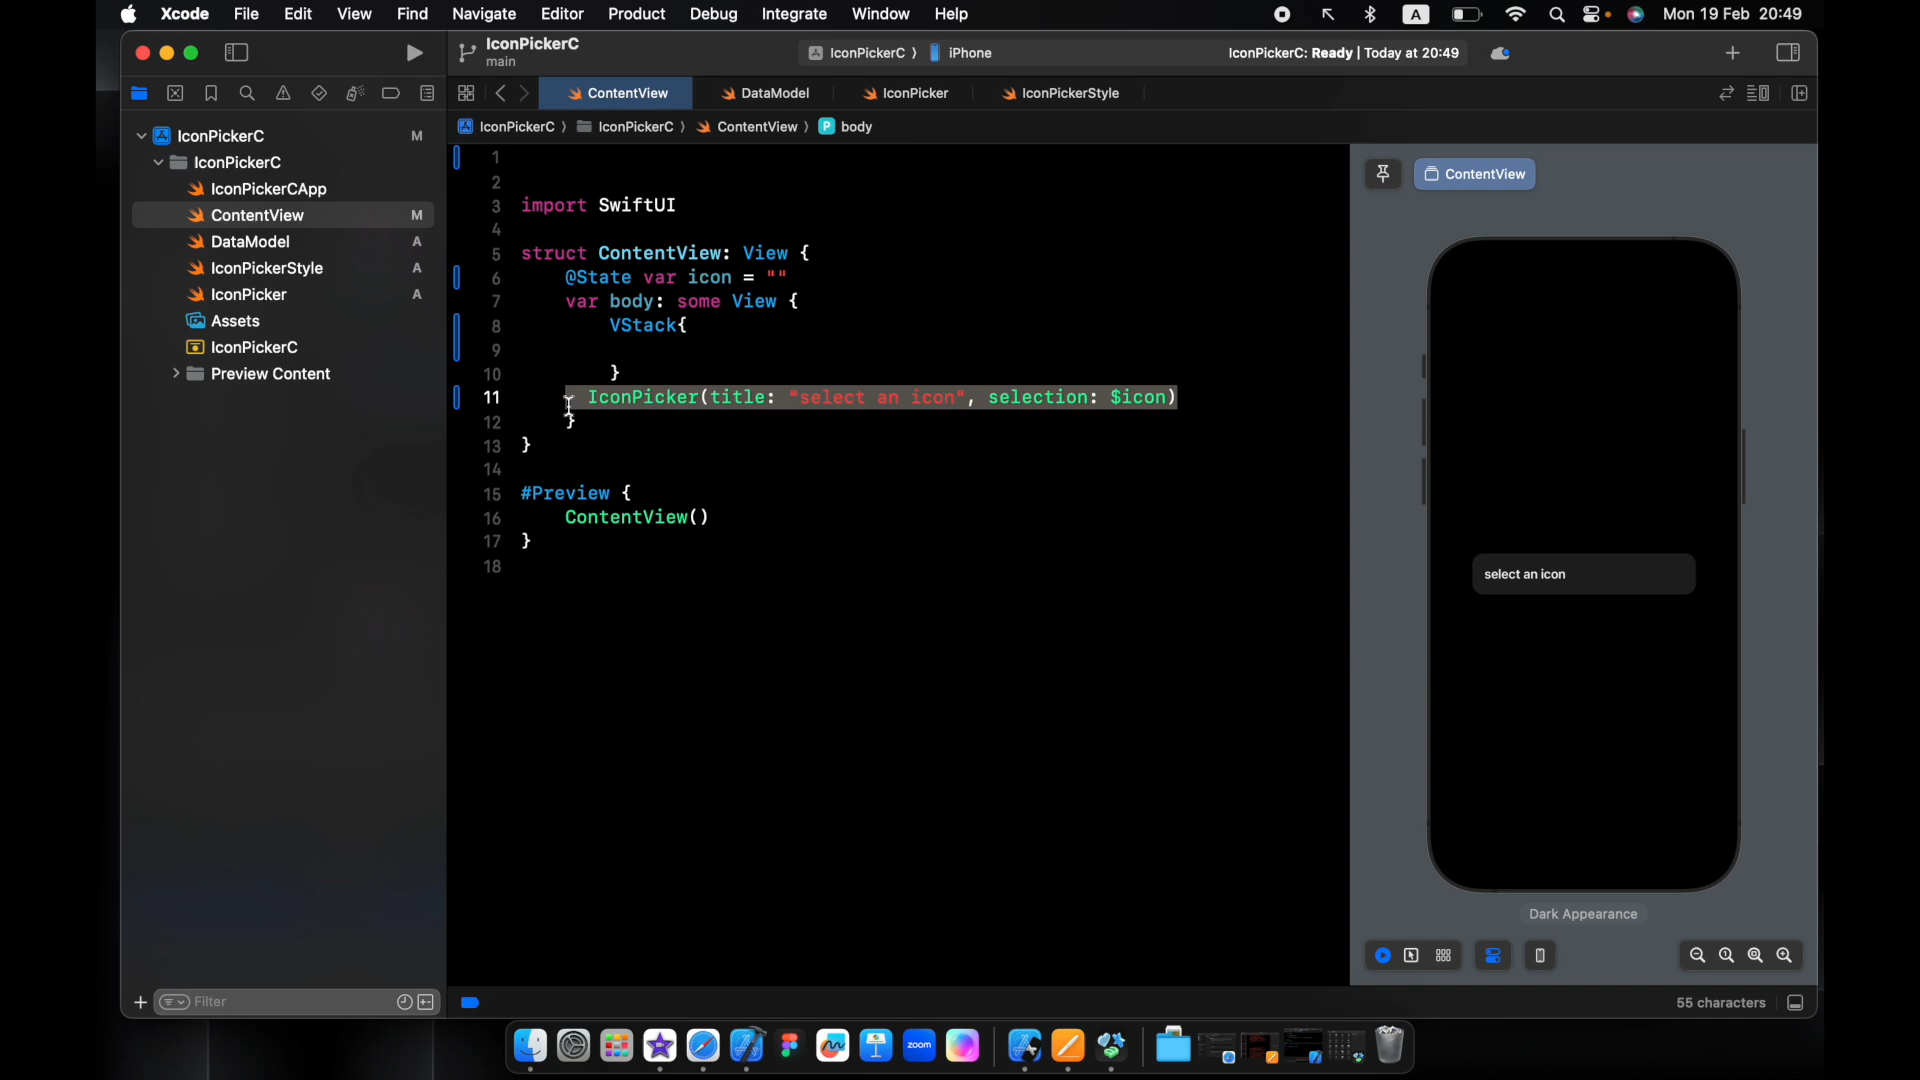 Xcode File Edit View Find Navigate Editor Product Debug Integrate Window Help
A
Mon 19 Feb 20:49
IconPickerC
main
IconPickerC 〉 iPhone
IconPickerC: Ready | Today at 20:49
ContentView
DataModel
IconPicker
IconPickerStyle
IconPickerC 〉 IconPickerC 〉 ContentView 〉 P body
IconPickerC M
IconPickerC
IconPickerCApp
ContentView M
DataModel A
IconPickerStyle A
IconPicker A
Assets
IconPickerC
Preview Content
1
2
3 import SwiftUI
4
5 struct ContentView: View {
6 @State var icon = ""
7 var body: some View {
8 VStack{
9
10 }
11 IconPicker(title: "select an icon", selection: $icon)
12 }
13 }
14
15 #Preview {
16 ContentView()
17 }
18
ContentView
select an icon
Dark Appearance
Filter
55 characters
zoom